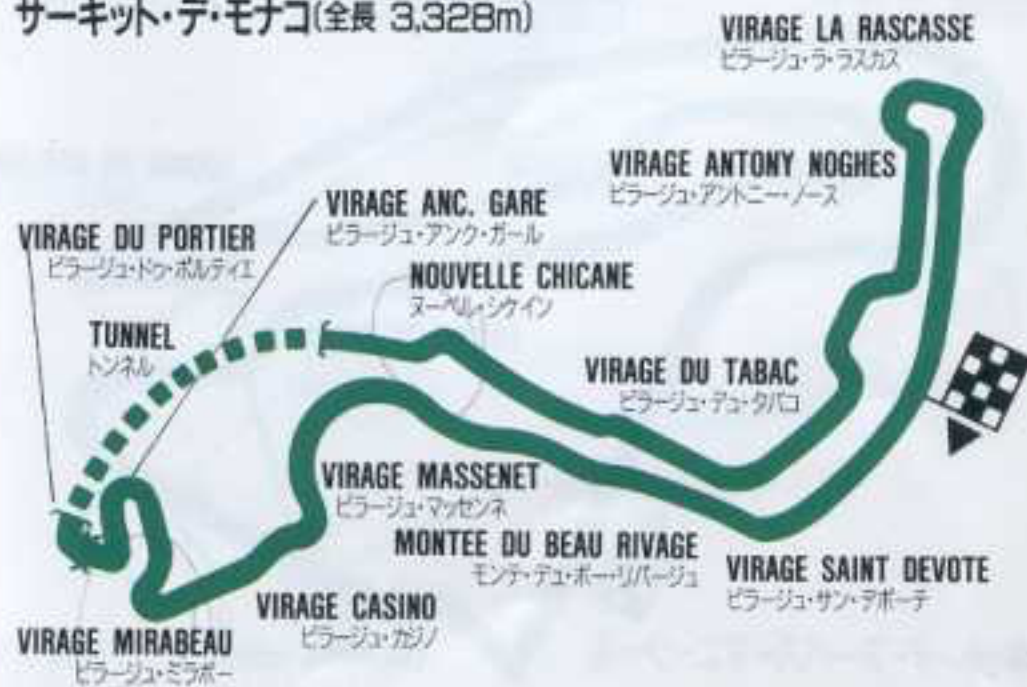 サーキット・デ・モナコ(全長 3,328m)
VIRAGE LA RASCASSE
ビラージュ・ラ・ラスカス
VIRAGE ANTONY NOGHES
ビラージュ・アントニー・ノース
VIRAGE ANC. GARE
ビラージュ・アンク・ガール
VIRAGE DU PORTIER
ビラージュ・ドゥ・ポルティエ
NOUVELLE CHICANE
ヌーベル・シケイン
TUNNEL
トンネル
VIRAGE DU TABAC
ビラージュ・デュ・タバコ
VIRAGE MASSENET
ビラージュ・マッセンネ
MONTEE DU BEAU RIVAGE
モンテ・デュ・ボー・リバージュ
VIRAGE SAINT DEVOTE
ビラージュ・サン・デボーテ
VIRAGE CASINO
ビラージュ・カジノ
VIRAGE MIRABEAU
ビラージュ・ミラボー